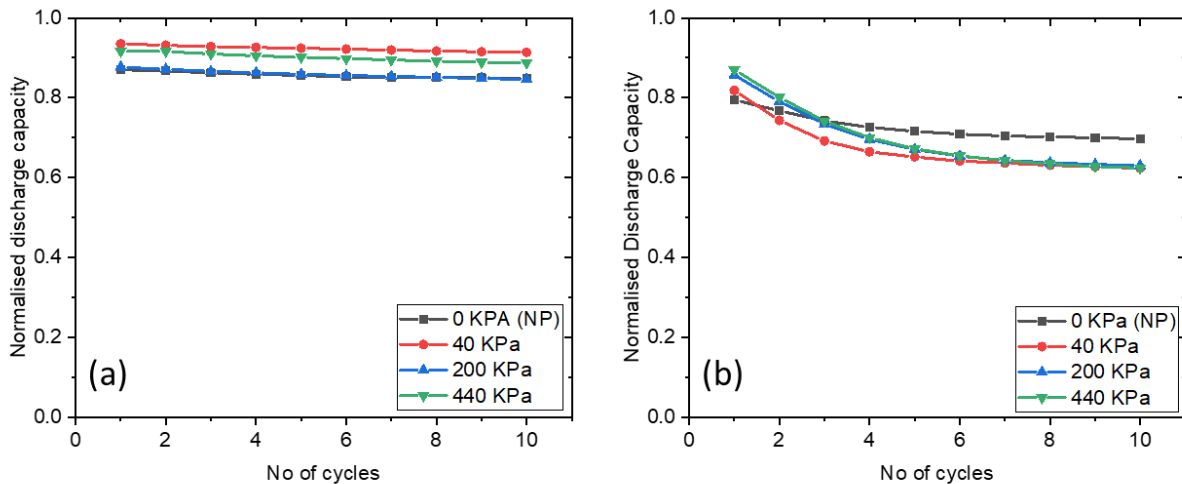 Normalised discharge capacity
1.0
0.8
0.6
0.4
0.2
0.0
0 KPA (NP)
40 KPa
200 KPa
440 KPa
(a)
0 2 4 6 8 10
No of cycles
Normalised Discharge Capacity
1.0
0.8
0.6
0.4
0.2
0.0
0 KPa (NP)
40 KPa
200 KPa
440 KPa
(b)
0 2 4 6 8 10
No of cycles